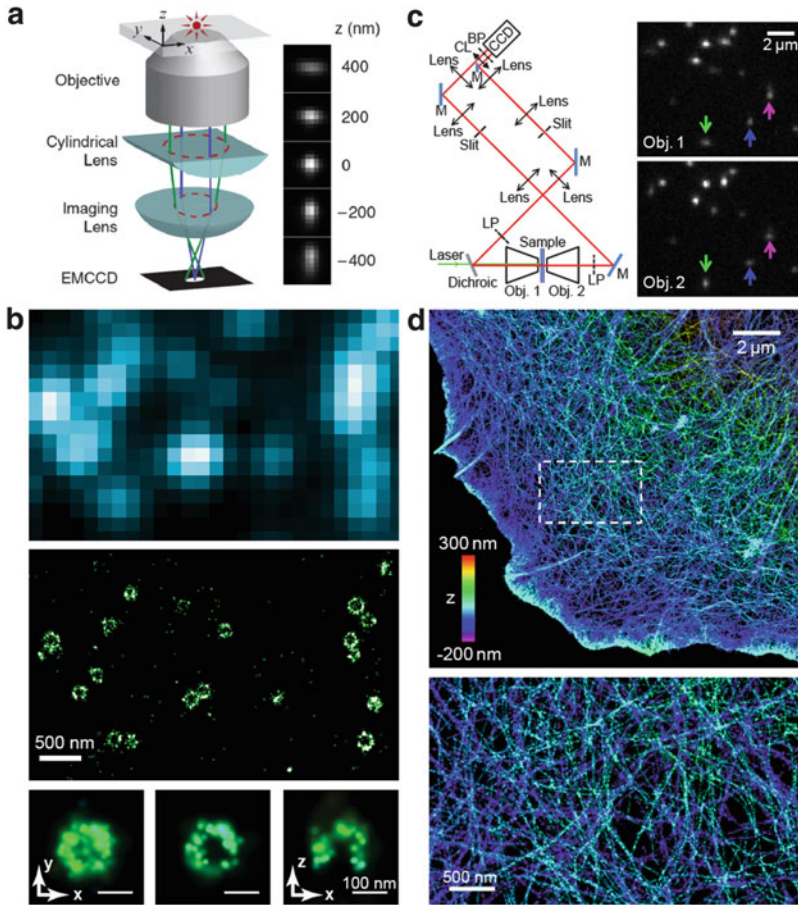 a
z (nm)
z
y
x
Objective
400
200
Cylindrical
Lens
0
Imaging
Lens
−200
EMCCD
−400
b
500 nm
y
x
z
x
100 nm
c
BP
CCD
CL
Lens
M
Lens
M
Lens
Lens
Slit
Slit
M
Lens
Lens
LP
Sample
Laser
Dichroic
Obj. 1
Obj. 2
LP
M
2 µm
Obj. 1
Obj. 2
d
2 µm
300 nm
z
-200 nm
500 nm